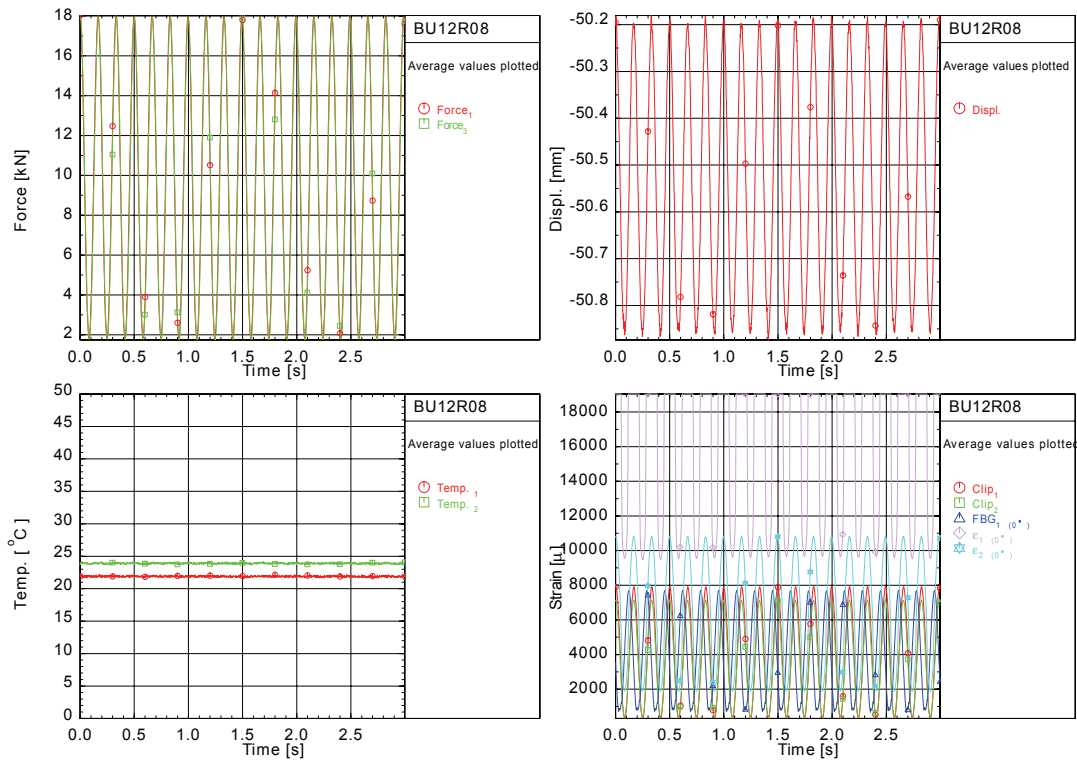 BU12R08
Average values plotted
Force1
Force3
Force [kN]
18
16
14
12
10
8
6
4
2
0.0 0.5 1.0 1.5 2.0 2.5
Time [s]
BU12R08
Average values plotted
Displ.
Displ. [mm]
-50.2
-50.3
-50.4
-50.5
-50.6
-50.7
-50.8
0.0 0.5 1.0 1.5 2.0 2.5
Time [s]
BU12R08
Average values plotted
Temp. 1
Temp. 2
Temp. [°C]
50
45
40
35
30
25
20
15
10
5
0
0.0 0.5 1.0 1.5 2.0 2.5
Time [s]
BU12R08
Average values plotted
Clip1
Clip2
FBG1 (0°)
ε1 (0°)
ε2 (0°)
Strain [μ]
18000
16000
14000
12000
10000
8000
6000
4000
2000
0.0 0.5 1.0 1.5 2.0 2.5
Time [s]